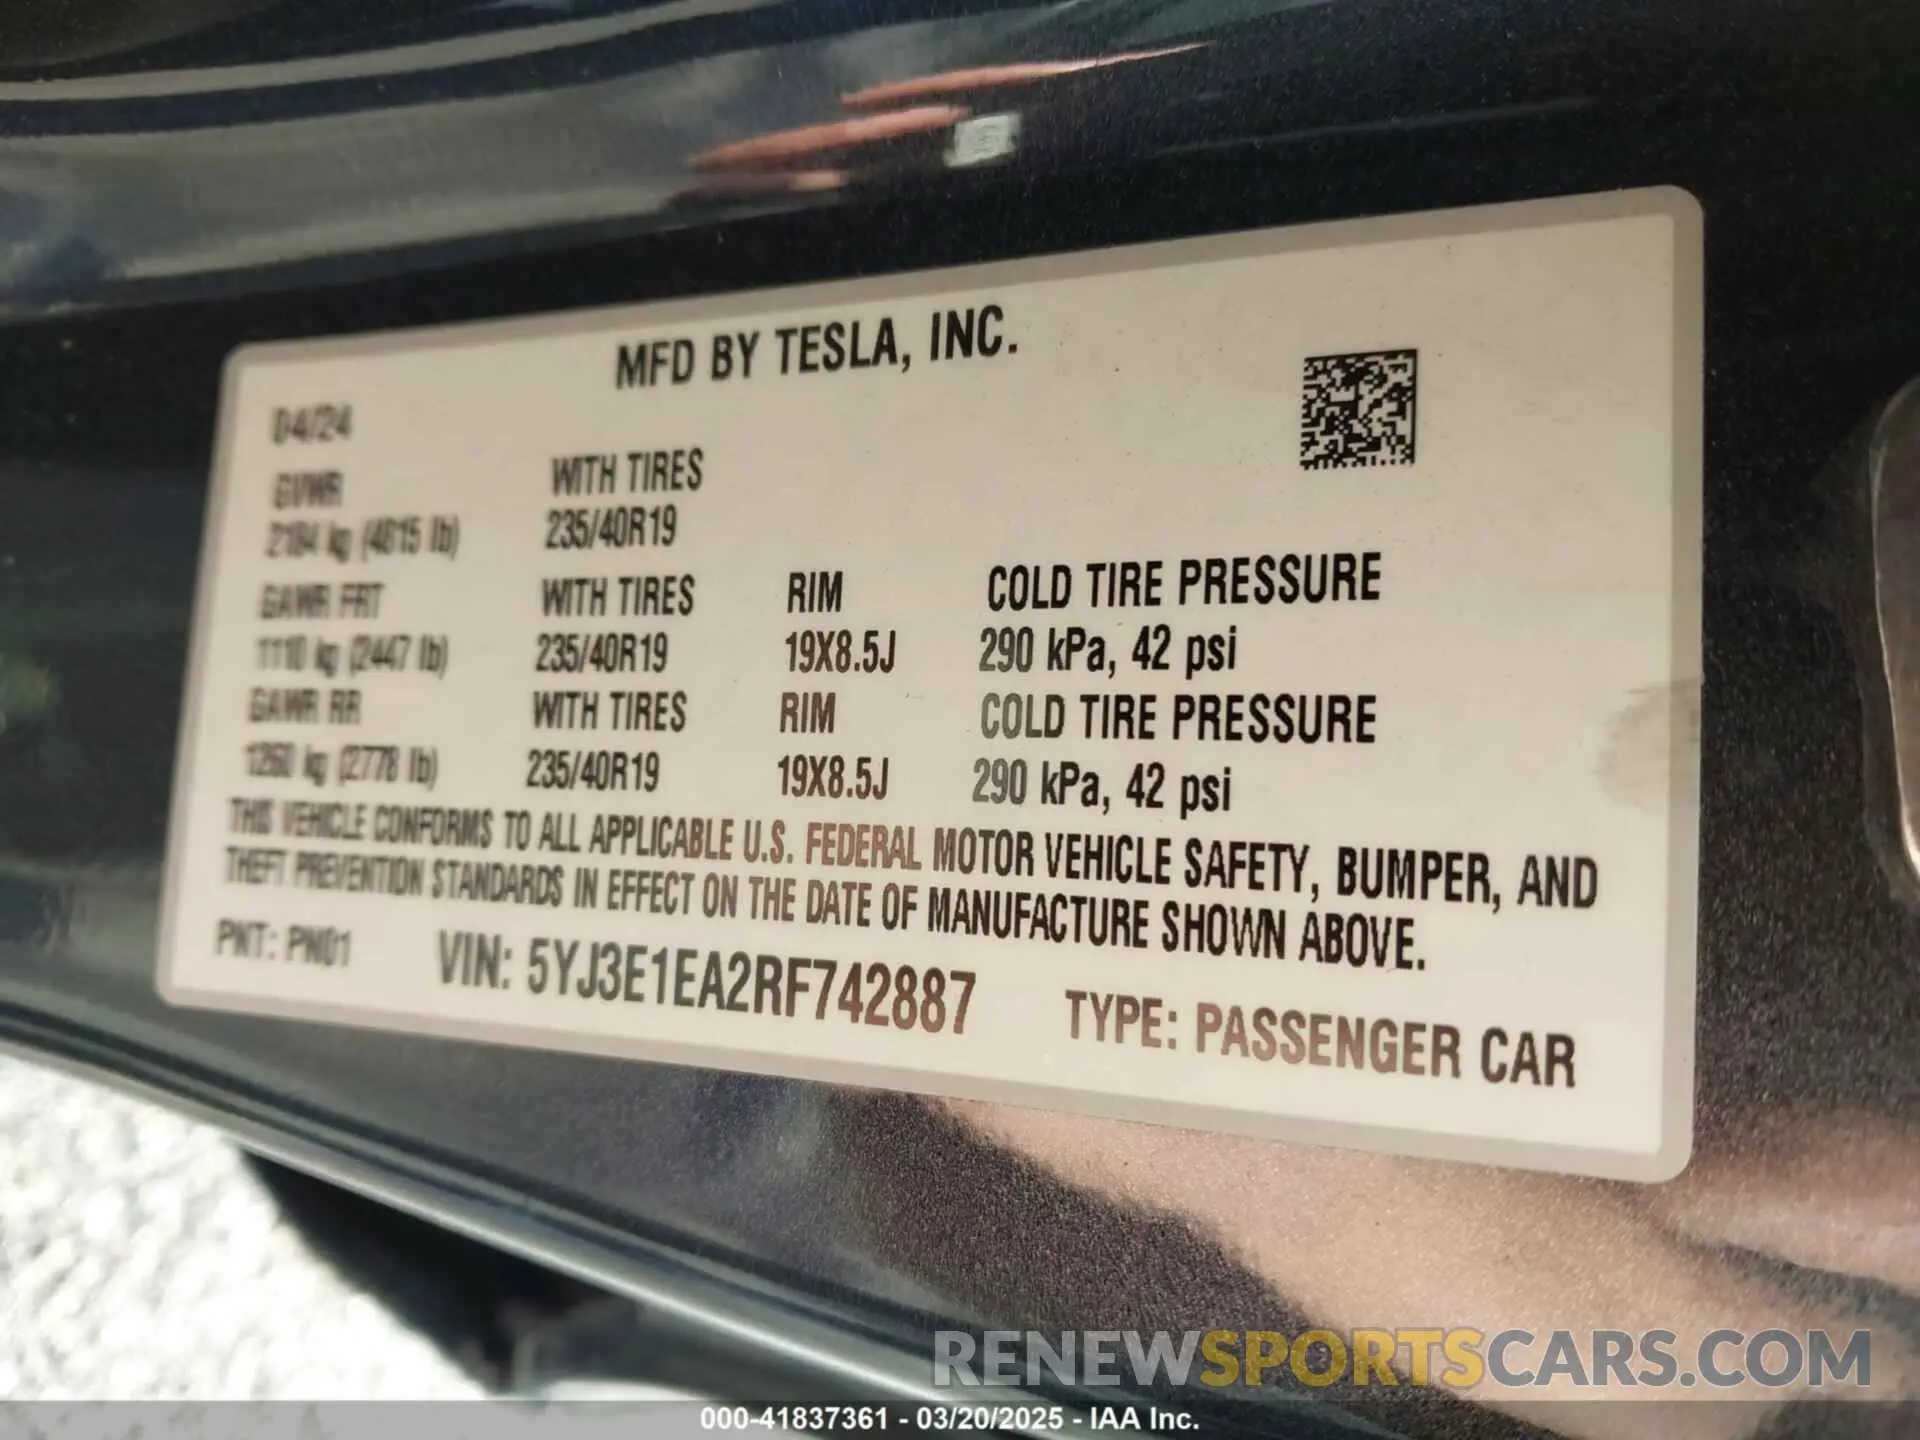 MFD BY TESLA, INC.
04/24
GVWR WITH TIRES
2184 kg (4815 lb) 235/40R19
GAWR FRT WITH TIRES RIM COLD TIRE PRESSURE
1110 kg (2447 lb) 235/40R19 19X8.5J 290 kPa, 42 psi
GAWR RR WITH TIRES RIM COLD TIRE PRESSURE
1260 kg (2778 lb) 235/40R19 19X8.5J 290 kPa, 42 psi
THIS VEHICLE CONFORMS TO ALL APPLICABLE U.S. FEDERAL MOTOR VEHICLE SAFETY, BUMPER, AND
THEFT PREVENTION STANDARDS IN EFFECT ON THE DATE OF MANUFACTURE SHOWN ABOVE.
PNT: PN01 VIN: 5YJ3E1EA2RF742887 TYPE: PASSENGER CAR
RENEWSPORTSCARS.COM
000-41837361 - 03/20/2025 - IAA Inc.